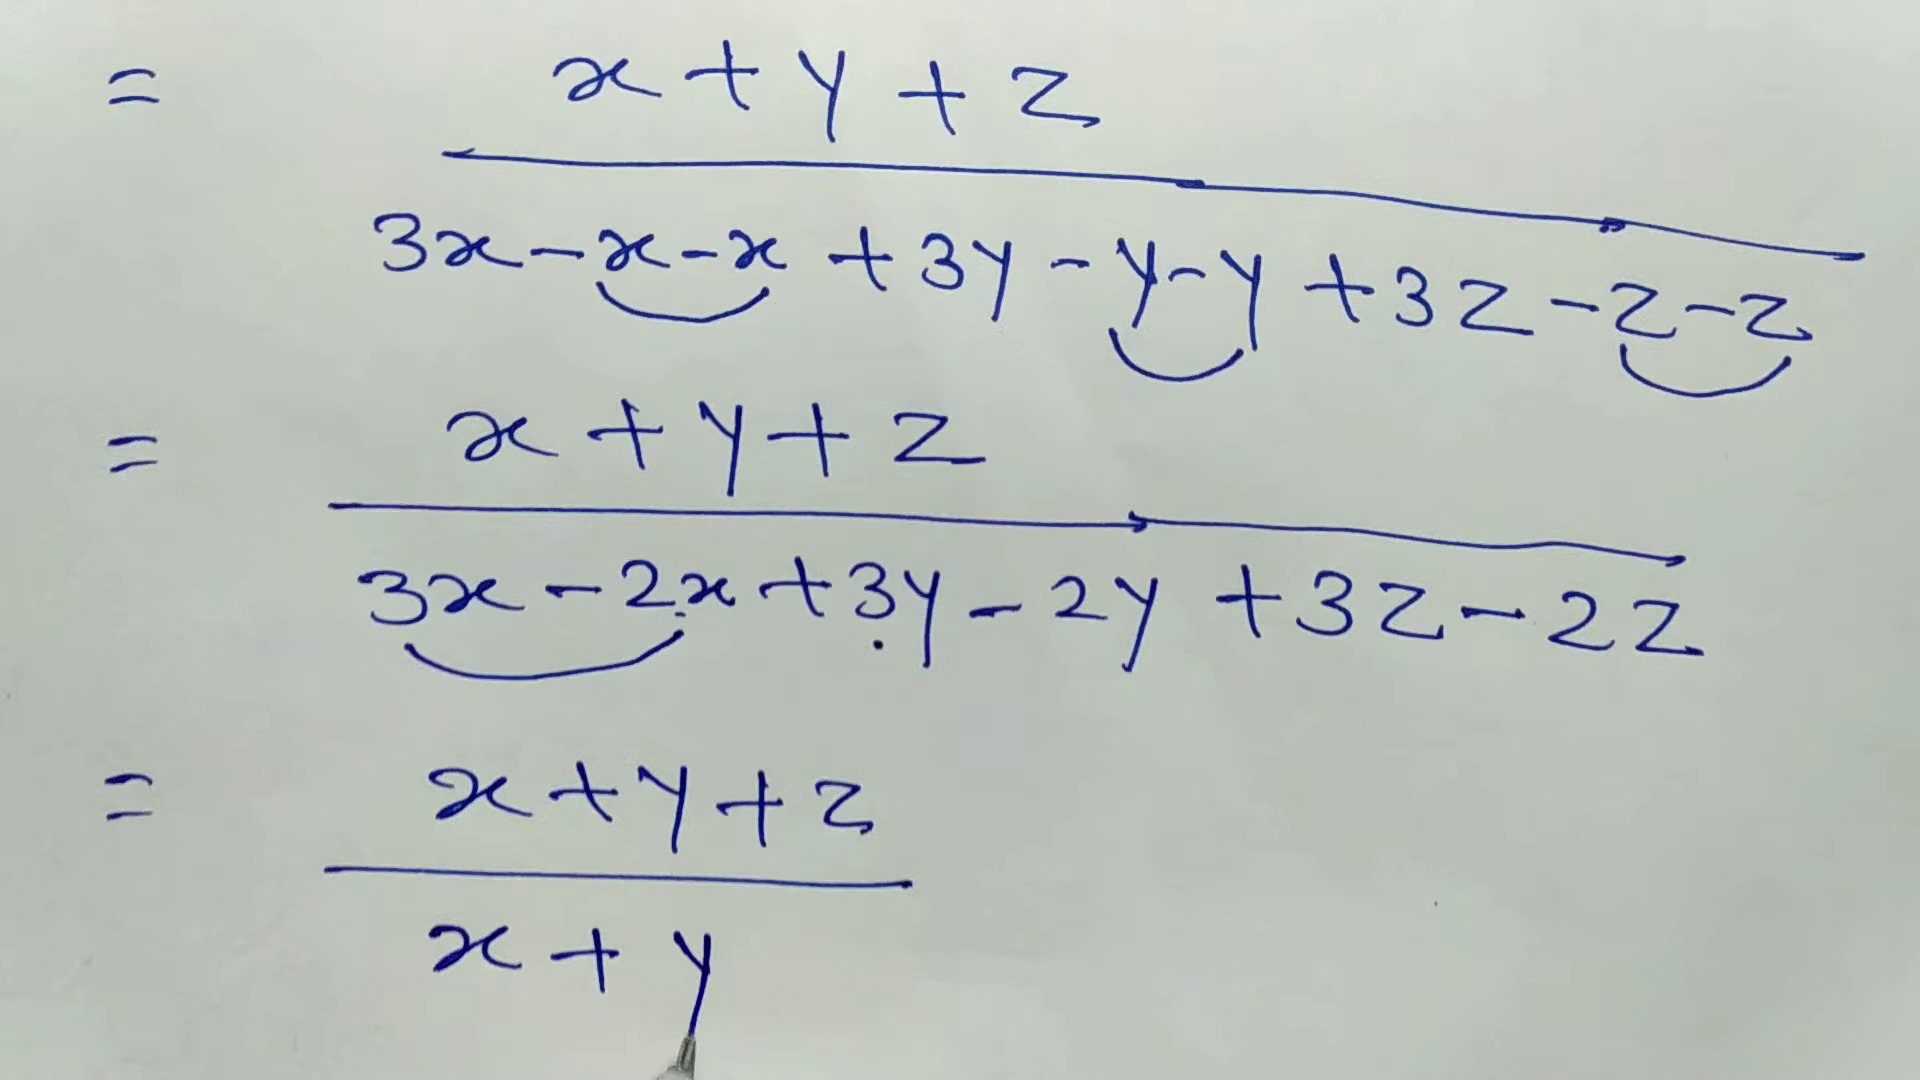 = x + y + z
3x - x - x + 3y - y - y + 3z - z - z
= x + y + z
3x - 2x + 3y - 2y + 3z - 2z
= x + y + z
x + y